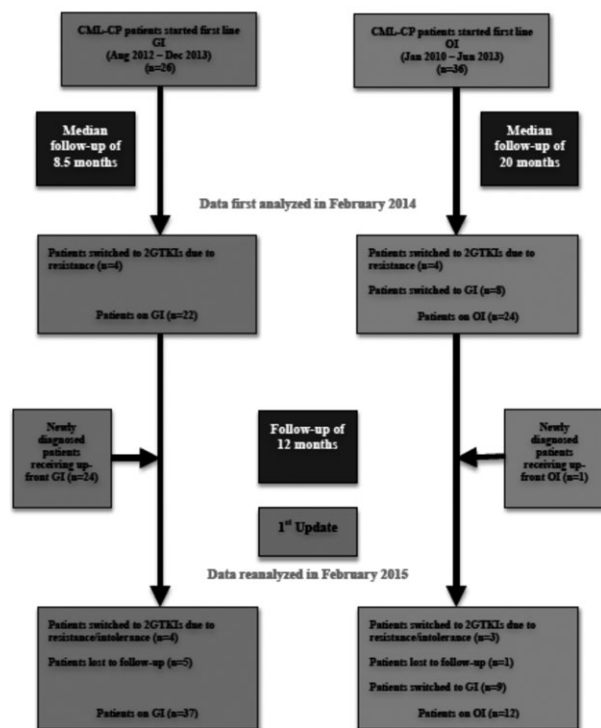 CML-CP patients started first line
GI
(Aug 2012 – Dec 2013)
(n=26)
CML-CP patients started first line
OI
(Jan 2010 – Jun 2013)
(n=36)
Median
follow-up of
8.5 months
Median
follow-up of
20 months
Data first analyzed in February 2014
Patients switched to 2GTKIs due to
resistance (n=4)
Patients on GI (n=22)
Patients switched to 2GTKIs due to
resistance (n=4)
Patients switched to GI (n=8)
Patients on OI (n=24)
Newly
diagnosed
patients
receiving up-
front GI (n=24)
Follow-up of
12 months
Newly
diagnosed
patients
receiving up-
front OI (n=1)
1st Update
Data reanalyzed in February 2015
Patients switched to 2GTKIs due to
resistance/intolerance (n=4)
Patients lost to follow-up (n=5)
Patients on GI (n=37)
Patients switched to 2GTKIs due to
resistance/intolerance (n=3)
Patients lost to follow-up (n=1)
Patients switched to GI (n=9)
Patients on OI (n=12)